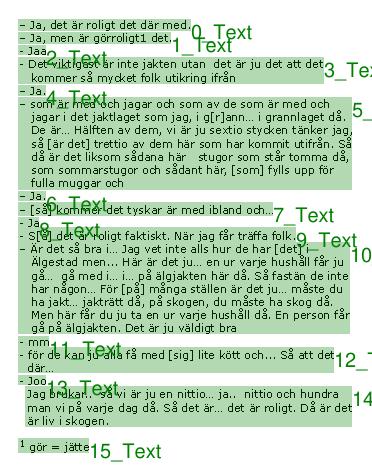 - Ja, det är roligt det där med. 0_Text
- Ja, men är görroligt1 det. 1_Text
- Jaa 2_Text
- Det viktigast är inte jakten utan det är ju det att det 3_Text
kommer så mycket folk utikring ifrån
- Ja. 4_Text
- som är med och jagar och som av de som är med och 5_
jagar i det jaktlaget som jag, i g[r]ann... i grannlaget då.
De är... Hälften av dem, vi är ju sextio stycken tänker jag,
så [är det] trettio av dem här som har kommit utifrån. Så
då är det liksom sådana här stugor som står tomma då,
som sommarstugor och sådant här, [som] fylls upp för
fulla muggar och
- Ja. 6_Text
- [så] kommer det tyskar är med ibland och... 7_Text
- Ja 8_Text
- S[å] det är roligt faktiskt. När jag får träffa folk. 9_Text
- Är det så bra i... Jag vet inte alls hur de har [det] i 10
Älgestad men... Här är det ju... en ur varje hushåll får ju
gå... gå med i... i... på älgjakten här då. Så fastän de inte
har någon... För [på] många ställen är det ju... måste du
ha jakt... jakträtt då, på skogen, du måste ha skog då.
Men här får du ju ta en ur varje hushåll då. En person får
gå på älgjakten. Det är ju väldigt bra
- mm 11_Text
- för de kan ju alla få med [sig] lite kött och... Så att det 12_
där...
- Joo 13_Text
Jag brukar.. så vi är ju en nittio... ja.. nittio och hundra 14
man vi på varje dag då. Så det är... det är roligt. Då är det
är liv i skogen.
1 gör = jätte 15_Text